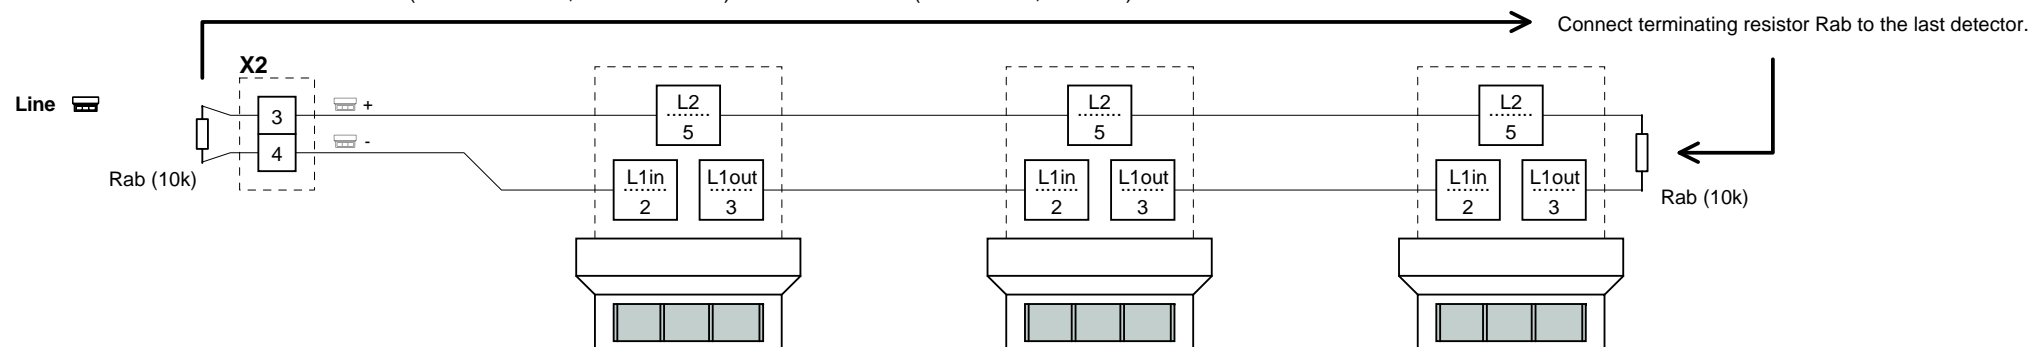 Connect terminating resistor Rab to the last detector.
X2
Line
3
+
4
-
Rab (10k)
L2
5
L1in
2
L1out
3
L2
5
L1in
2
L1out
3
L2
5
L1in
2
L1out
3
Rab (10k)